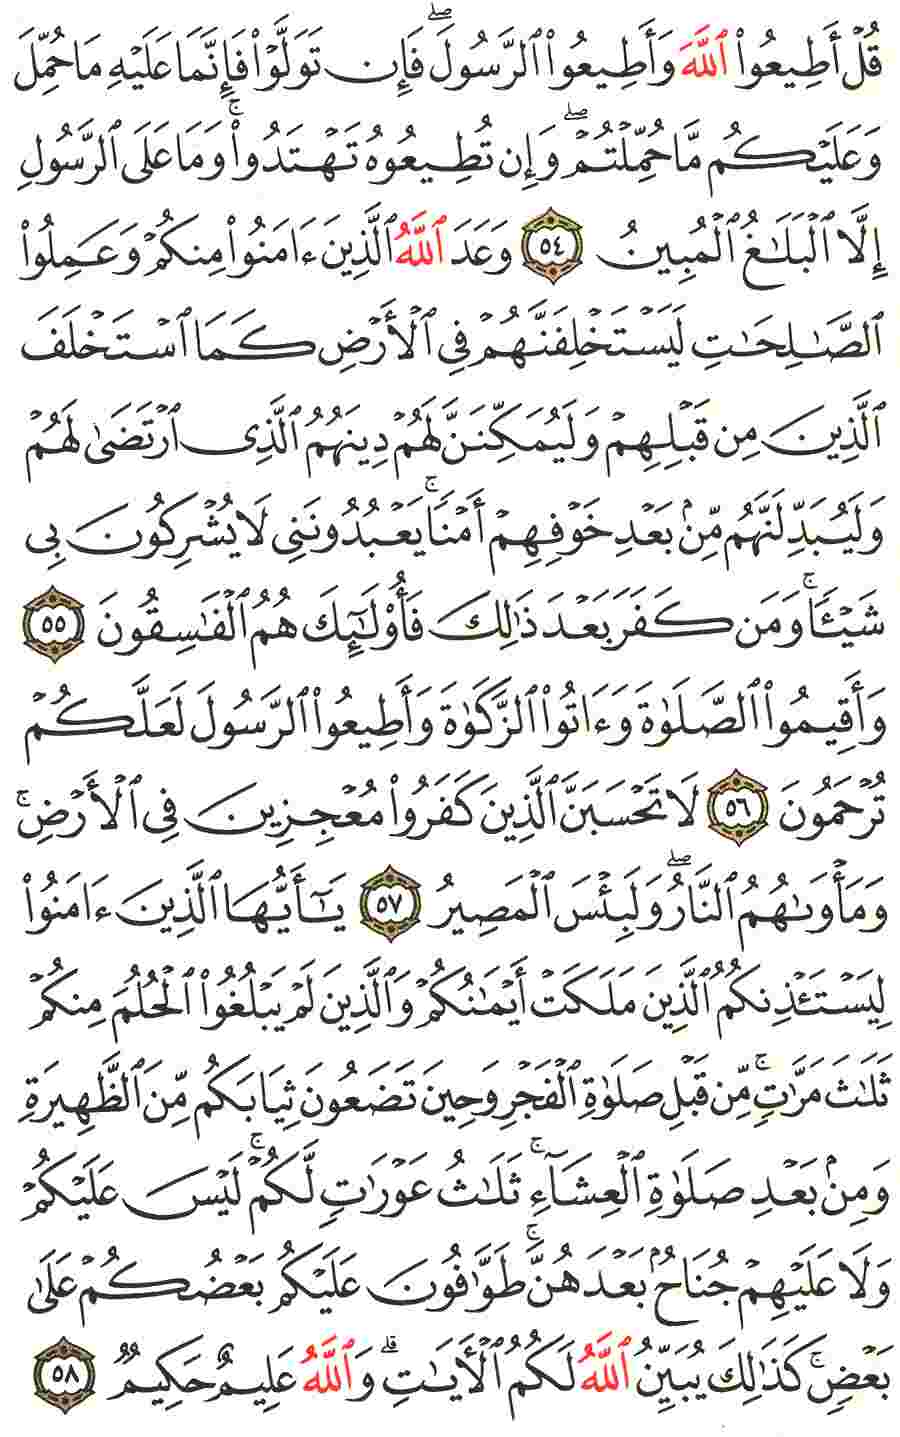 قُلْ أَطِيعُوا۟ ٱللَّهَ وَأَطِيعُوا۟ ٱلرَّسُولَ ۖ فَإِن تَوَلَّوْا۟ فَإِنَّمَا عَلَيْهِ مَا حُمِّلَ
وَعَلَيْكُم مَّا حُمِّلْتُمْ ۖ وَإِن تُطِيعُوهُ تَهْتَدُوا۟ ۚ وَمَا عَلَى ٱلرَّسُولِ
إِلَّا ٱلْبَلَـٰغُ ٱلْمُبِينُ ٥٤ وَعَدَ ٱللَّهُ ٱلَّذِينَ ءَامَنُوا۟ مِنكُمْ وَعَمِلُوا۟
ٱلصَّـٰلِحَـٰتِ لَيَسْتَخْلِفَنَّهُمْ فِى ٱلْأَرْضِ كَمَا ٱسْتَخْلَفَ
ٱلَّذِينَ مِن قَبْلِهِمْ وَلَيُمَكِّنَنَّ لَهُمْ دِينَهُمُ ٱلَّذِى ٱرْتَضَىٰ لَهُمْ
وَلَيُبَدِّلَنَّهُم مِّنۢ بَعْدِ خَوْفِهِمْ أَمْنًا ۚ يَعْبُدُونَنِى لَا يُشْرِكُونَ بِى
شَيْـًٔا ۚ وَمَن كَفَرَ بَعْدَ ذَٰلِكَ فَأُو۟لَـٰٓئِكَ هُمُ ٱلْفَـٰسِقُونَ ٥٥
وَأَقِيمُوا۟ ٱلصَّلَوٰةَ وَءَاتُوا۟ ٱلزَّكَوٰةَ وَأَطِيعُوا۟ ٱلرَّسُولَ لَعَلَّكُمْ
تُرْحَمُونَ ٥٦ لَا تَحْسَبَنَّ ٱلَّذِينَ كَفَرُوا۟ مُعْجِزِينَ فِى ٱلْأَرْضِ ۚ
وَمَأْوَىٰهُمُ ٱلنَّارُ ۖ وَلَبِئْسَ ٱلْمَصِيرُ ٥٧ يَـٰٓأَيُّهَا ٱلَّذِينَ ءَامَنُوا۟
لِيَسْتَـْٔذِنكُمُ ٱلَّذِينَ مَلَكَتْ أَيْمَـٰنُكُمْ وَٱلَّذِينَ لَمْ يَبْلُغُوا۟ ٱلْحُلُمَ مِنكُمْ
ثَلَـٰثَ مَرَّٰتٍ ۚ مِّن قَبْلِ صَلَوٰةِ ٱلْفَجْرِ وَحِينَ تَضَعُونَ ثِيَابَكُم مِّنَ ٱلظَّهِيرَةِ
وَمِنۢ بَعْدِ صَلَوٰةِ ٱلْعِشَآءِ ۚ ثَلَـٰثُ عَوْرَٰتٍ لَّكُمْ ۚ لَيْسَ عَلَيْكُمْ
وَلَا عَلَيْهِمْ جُنَاحٌۢ بَعْدَهُنَّ ۚ طَوَّٰفُونَ عَلَيْكُم بَعْضُكُمْ عَلَىٰ
بَعْضٍ ۚ كَذَٰلِكَ يُبَيِّنُ ٱللَّهُ لَكُمُ ٱلْـَٔايَـٰتِ ۗ وَٱللَّهُ عَلِيمٌ حَكِيمٌ ٥٨